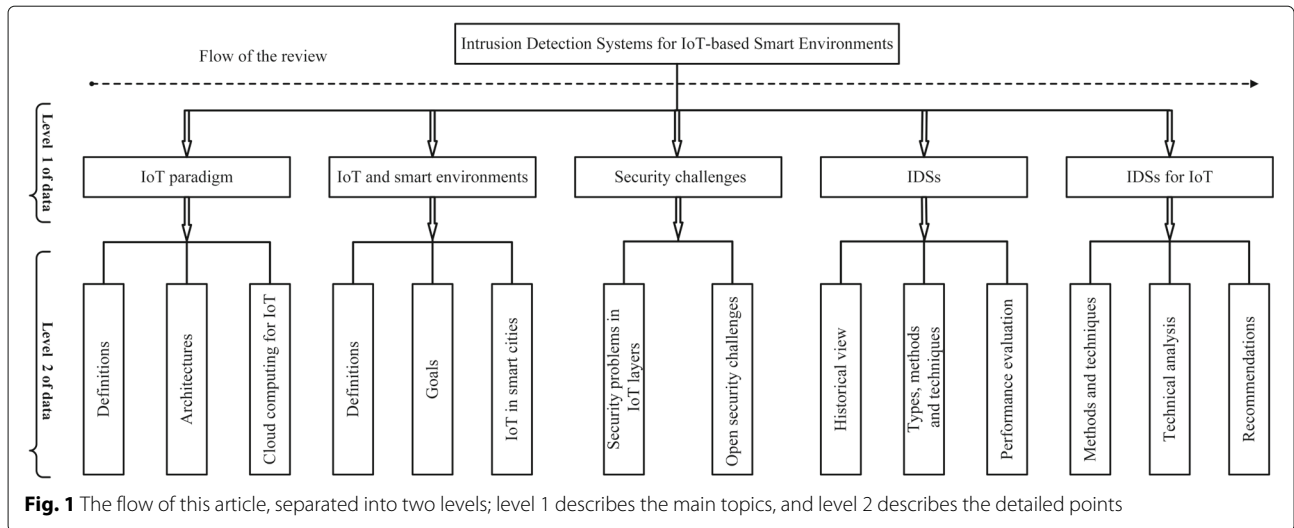 Intrusion Detection Systems for IoT-based Smart Environments
Flow of the review
Level 1 of data
IoT paradigm
IoT and smart environments
Security challenges
IDSs
IDSs for IoT
Level 2 of data
Definitions
Architectures
Cloud computing for IoT
Definitions
Goals
IoT in smart cities
Security problems in
IoT layers
Open security challenges
Historical view
Types, methods
and techniques
Performance evaluation
Methods and techniques
Technical analysis
Recommendations
Fig. 1 The flow of this article, separated into two levels; level 1 describes the main topics, and level 2 describes the detailed points